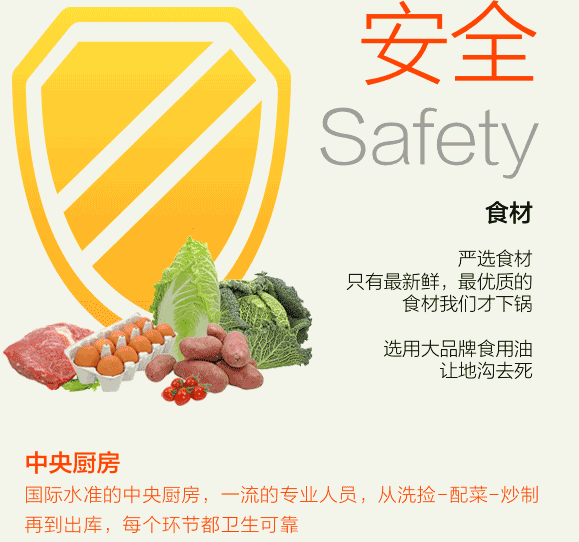 安全
Safety
食材
严选食材
只有最新鲜，最优质的
食材我们才下锅
选用大品牌食用油
让地沟去死
中央厨房
国际水准的中央厨房，一流的专业人员，从洗捡-配菜-炒制
再到出库，每个环节都卫生可靠